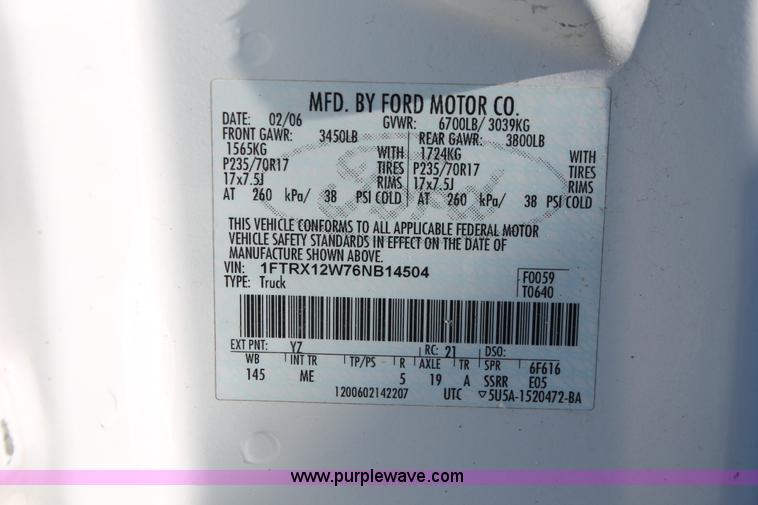 MFD. BY FORD MOTOR CO.
DATE: 02/06 GVWR: 6700LB/ 3039KG
FRONT GAWR: 3450LB REAR GAWR: 3800LB
1565KG WITH 1724KG WITH
P235/70R17 TIRES P235/70R17 TIRES
17x7.5J RIMS 17x7.5J RIMS
AT 260 kPa/ 38 PSI COLD AT 260 kPa/ 38 PSI COLD
THIS VEHICLE CONFORMS TO ALL APPLICABLE FEDERAL MOTOR
VEHICLE SAFETY STANDARDS IN EFFECT ON THE DATE OF
MANUFACTURE SHOWN ABOVE.
VIN: 1FTRX12W76NB14504 F0059
TYPE: Truck T0640
EXT PNT: Y7 RC: 21 DSO:
WB INT TR TP/PS R AXLE TR SPR 6F616
145 ME 5 19 A SSRR E05
1200602142207 UTC ▽5U5A-1520472-BA
www.purplewave.com